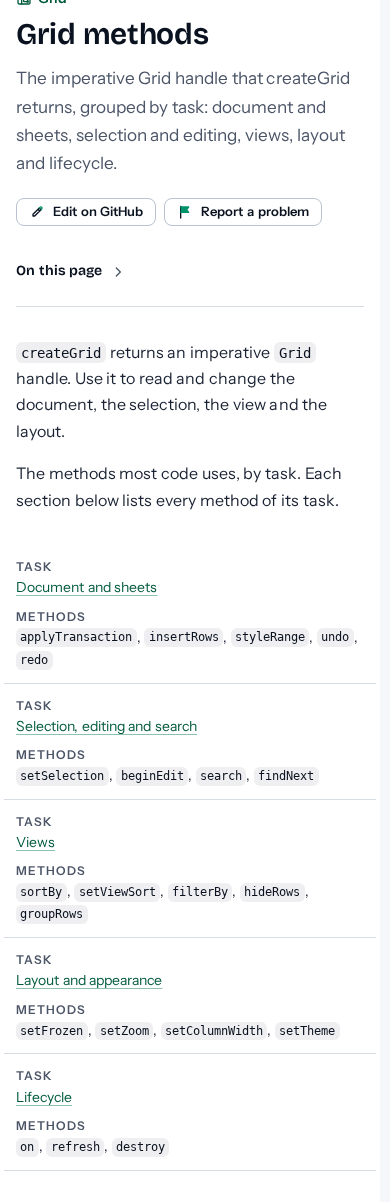 Grid
Grid methods
The imperative Grid handle that createGrid
returns, grouped by task: document and
sheets, selection and editing, views, layout
and lifecycle.
Edit on GitHub
Report a problem
On this page
createGrid returns an imperative Grid
handle. Use it to read and change the
document, the selection, the view and the
layout.
The methods most code uses, by task. Each
section below lists every method of its task.
TASK
Document and sheets
METHODS
applyTransaction, insertRows, styleRange, undo,
redo
TASK
Selection, editing and search
METHODS
setSelection, beginEdit, search, findNext
TASK
Views
METHODS
sortBy, setViewSort, filterBy, hideRows,
groupRows
TASK
Layout and appearance
METHODS
setFrozen, setZoom, setColumnWidth, setTheme
TASK
Lifecycle
METHODS
on, refresh, destroy